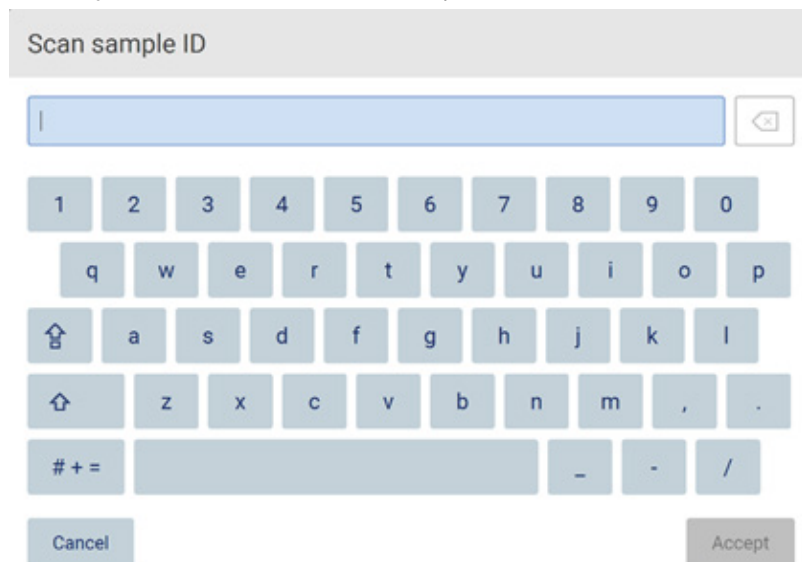 Scan sample ID
1 2 3 4 5 6 7 8 9 0
q w e r t y u i o p
a s d f g h j k l
z x c v b n m , .
# + = _ - /
Cancel Accept